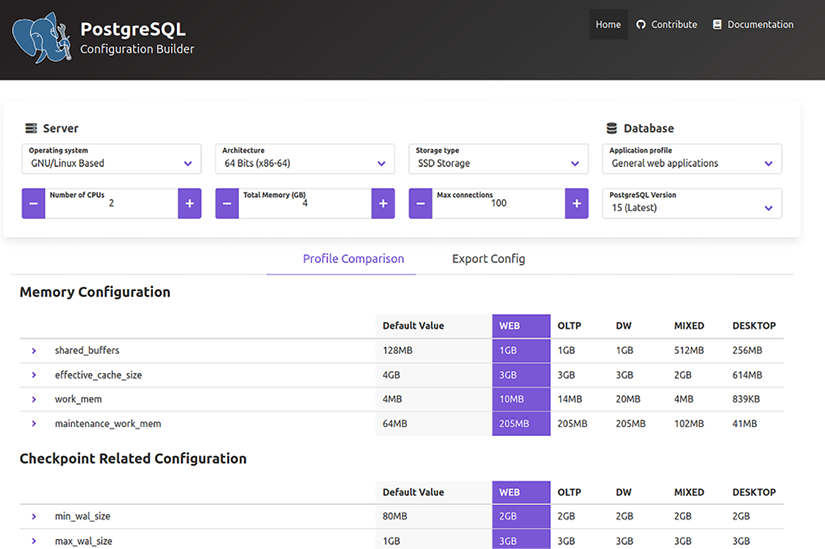 PostgreSQL
Configuration Builder
Home Contribute Documentation
Server Database
Operating system Architecture Storage type Application profile
GNU/Linux Based 64 Bits (x86-64) SSD Storage General web applications
Number of CPUs Total Memory (GB) Max connections PostgreSQL Version
− 2 + − 4 + − 100 + 15 (Latest)
Profile Comparison Export Config
Memory Configuration
Default Value WEB OLTP DW MIXED DESKTOP
shared_buffers 128MB 1GB 1GB 1GB 512MB 256MB
effective_cache_size 4GB 3GB 3GB 3GB 2GB 614MB
work_mem 4MB 10MB 14MB 20MB 4MB 839KB
maintenance_work_mem 64MB 205MB 205MB 205MB 102MB 41MB
Checkpoint Related Configuration
Default Value WEB OLTP DW MIXED DESKTOP
min_wal_size 80MB 2GB 2GB 2GB 2GB 2GB
max_wal_size 1GB 3GB 3GB 3GB 3GB 3GB